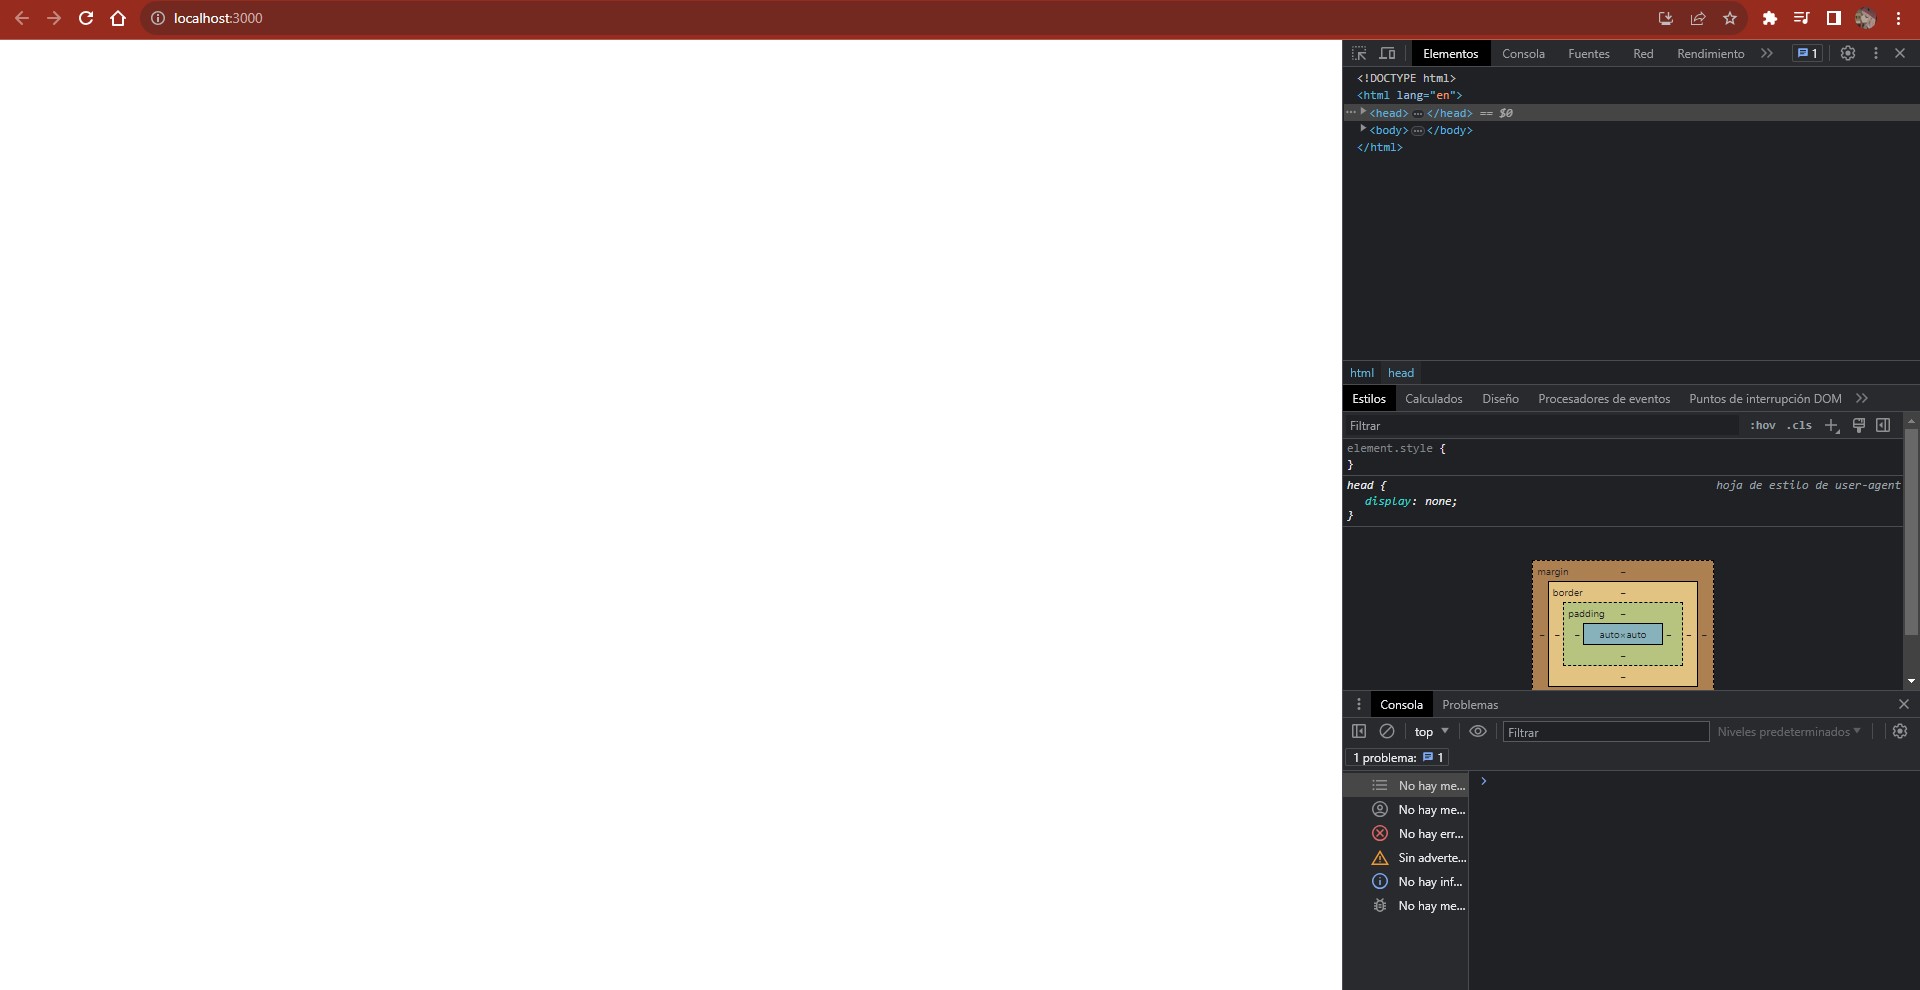 localhost:3000
Elementos Consola Fuentes Red Rendimiento 1
<!DOCTYPE html>
<html lang="en">
<head> </head> == $0
<body> </body>
</html>
html head
Estilos Calculados Diseño Procesadores de eventos Puntos de interrupción DOM
Filtrar :hov .cls
element.style {
}
head { hoja de estilo de user-agent
display: none;
}
margin –
border –
padding –
– – – auto×auto – – –
–
–
Consola Problemas
top Filtrar Niveles predeterminados
1 problema: 1
No hay me...
No hay me...
No hay err...
Sin adverte...
No hay inf...
No hay me...